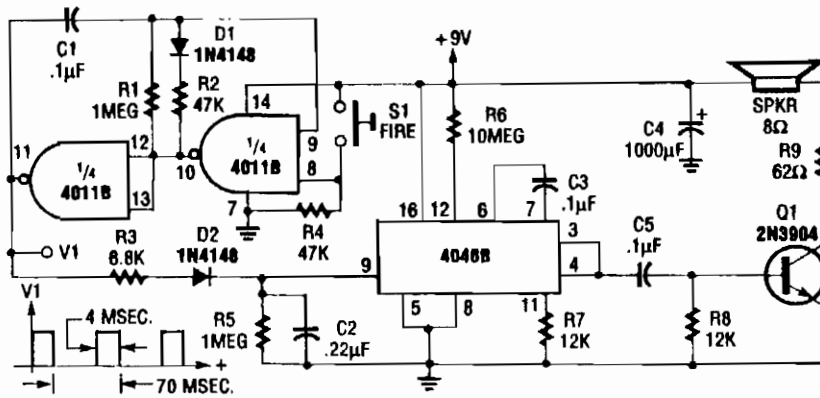 C1
.1µF
D1
1N4148
R1
1MEG
R2
47K
14
9
8
S1
FIRE
+9V
R6
10MEG
C4
1000µF
+
SPKR
8Ω
R9
62Ω
11
1/4
4011B
12
13
10
1/4
4011B
7
R4
47K
16
12
6
7
C3
.1µF
3
4
4046B
9
5
8
11
C5
.1µF
Q1
2N3904
V1
R3
6.8K
D2
1N4148
R5
1MEG
C2
.22µF
R7
12K
R8
12K
V1
4 MSEC.
+
70 MSEC.